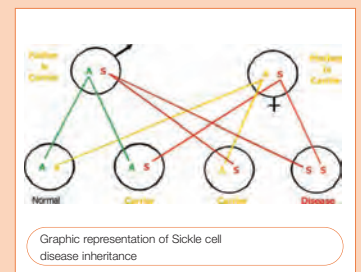 Father is Carrier
A S
Mother is Carrier
A S
A A
A S
A S
S S
Normal
Carrier
Carrier
Disease
Graphic representation of Sickle cell
disease inheritance